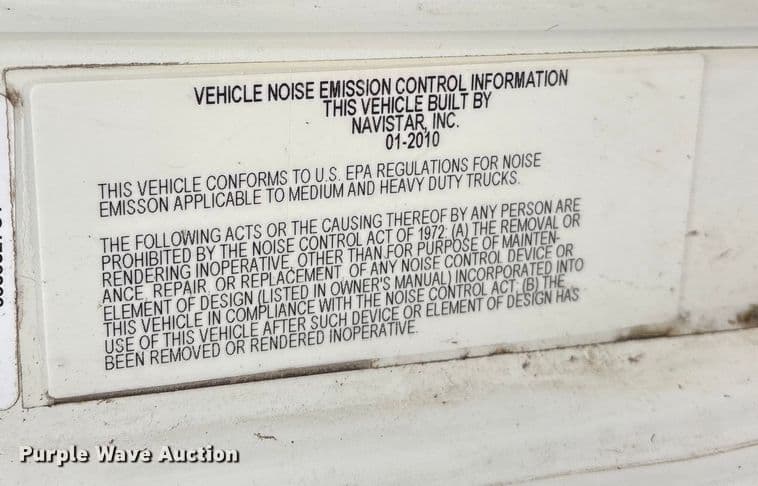 VEHICLE NOISE EMISSION CONTROL INFORMATION
THIS VEHICLE BUILT BY
NAVISTAR, INC.
01-2010
THIS VEHICLE CONFORMS TO U.S. EPA REGULATIONS FOR NOISE
EMISSON APPLICABLE TO MEDIUM AND HEAVY DUTY TRUCKS.
THE FOLLOWING ACTS OR THE CAUSING THEREOF BY ANY PERSON ARE
PROHIBITED BY THE NOISE CONTROL ACT OF 1972: (A) THE REMOVAL OR
RENDERING INOPERATIVE, OTHER THAN FOR PURPOSE OF MAINTEN-
ANCE, REPAIR, OR REPLACEMENT, OF ANY NOISE CONTROL DEVICE OR
ELEMENT OF DESIGN (LISTED IN OWNER'S MANUAL) INCORPORATED INTO
THIS VEHICLE IN COMPLIANCE WITH THE NOISE CONTROL ACT; (B) THE
USE OF THIS VEHICLE AFTER SUCH DEVICE OR ELEMENT OF DESIGN HAS
BEEN REMOVED OR RENDERED INOPERATIVE.
Purple Wave Auction